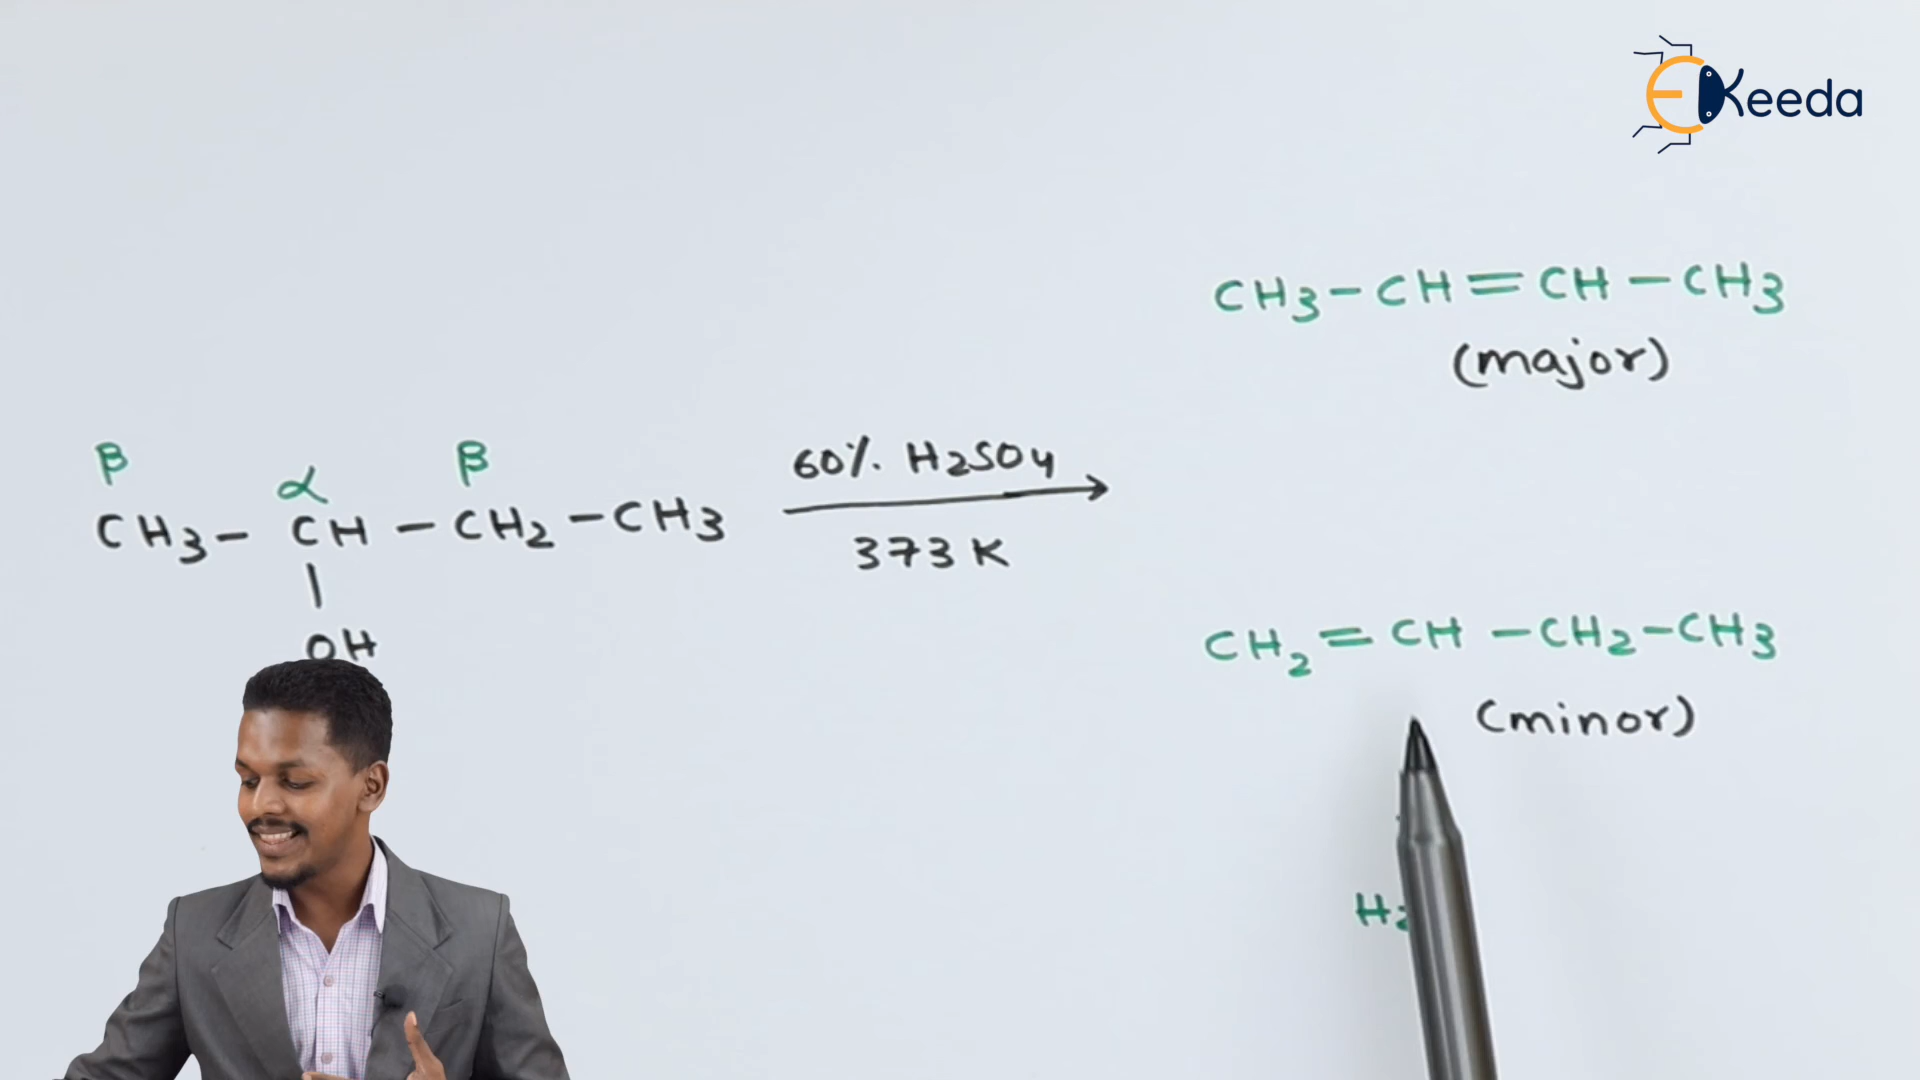 EKeeda
CH3-CH=CH-CH3
(major)
β α β
CH3-CH-CH2-CH3
|
OH
60% H2SO4
373 K
CH2=CH-CH2-CH3
(minor)